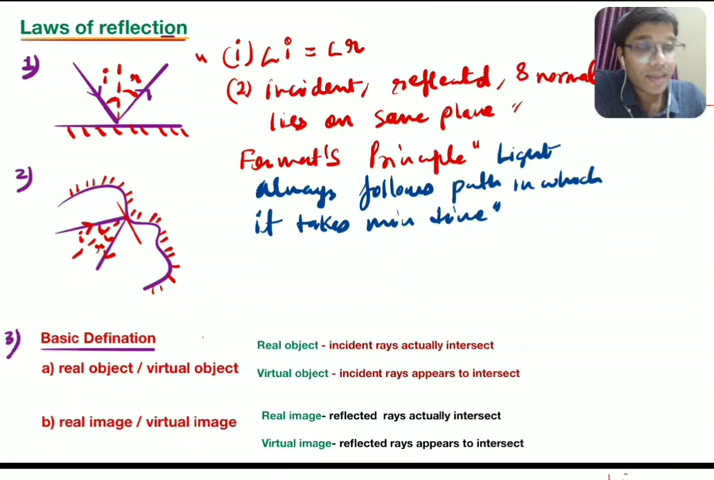 Laws of reflection
1)
i r
" (i) ∠i = ∠r
(2) incident, reflectd, & normal
lies on same plane "
Fermat's Principle " Light
always follows path in which
it takes min time "
2)
i r
3) Basic Defination
a) real object / virtual object
Real object - incident rays actually intersect
Virtual object - incident rays appears to intersect
b) real image / virtual image
Real image- reflected rays actually intersect
Virtual image- reflected rays appears to intersect